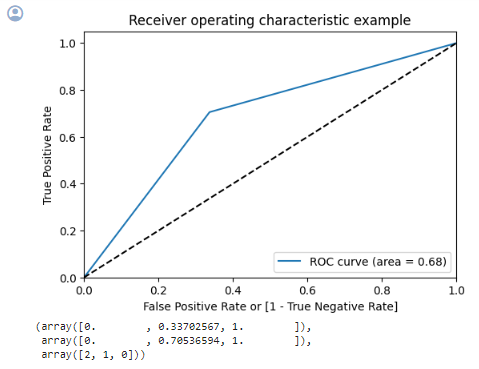 Receiver operating characteristic example
1.0
0.8
0.6
0.4
0.2
0.0
True Positive Rate
ROC curve (area = 0.68)
0.0 0.2 0.4 0.6 0.8 1.0
False Positive Rate or [1 - True Negative Rate]
(array([0.        , 0.33702567, 1.        ]),
 array([0.        , 0.70536594, 1.        ]),
 array([2, 1, 0]))